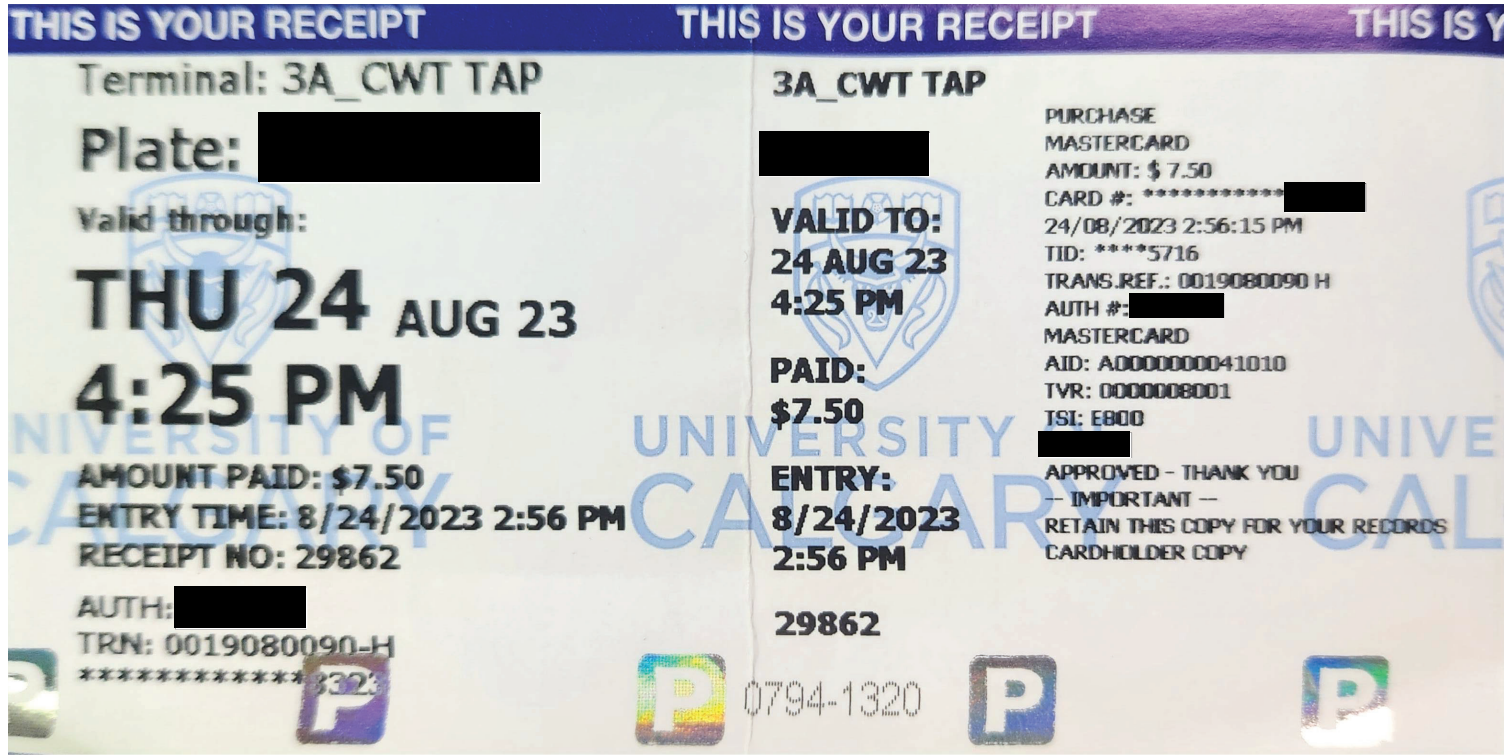 THIS IS YOUR RECEIPT
THIS IS YOUR RECEIPT
THIS IS Y
Terminal: 3A_CWT TAP
Plate:
Valid through:
THU 24 AUG 23
4:25 PM
NIVERSITY OF
CALGARY
AMOUNT PAID: $7.50
ENTRY TIME: 8/24/2023 2:56 PM
RECEIPT NO: 29862
AUTH:
TRN: 0019080090-H
************
3A_CWT TAP
VALID TO:
24 AUG 23
4:25 PM
PAID:
$7.50
UNIVERSITY
CALGARY
ENTRY:
8/24/2023
2:56 PM
29862
0794-1320
PURCHASE
MASTERCARD
AMOUNT: $ 7.50
CARD #: ************
24/08/2023 2:56:15 PM
TID: ****5716
TRANS.REF.: 0019080090 H
AUTH #:
MASTERCARD
AID: A0000000041010
TVR: 0000008001
TSI: E800
APPROVED - THANK YOU
-- IMPORTANT --
RETAIN THIS COPY FOR YOUR RECORDS
CARDHOLDER COPY
UNIVE
CAL
P
P
P
P